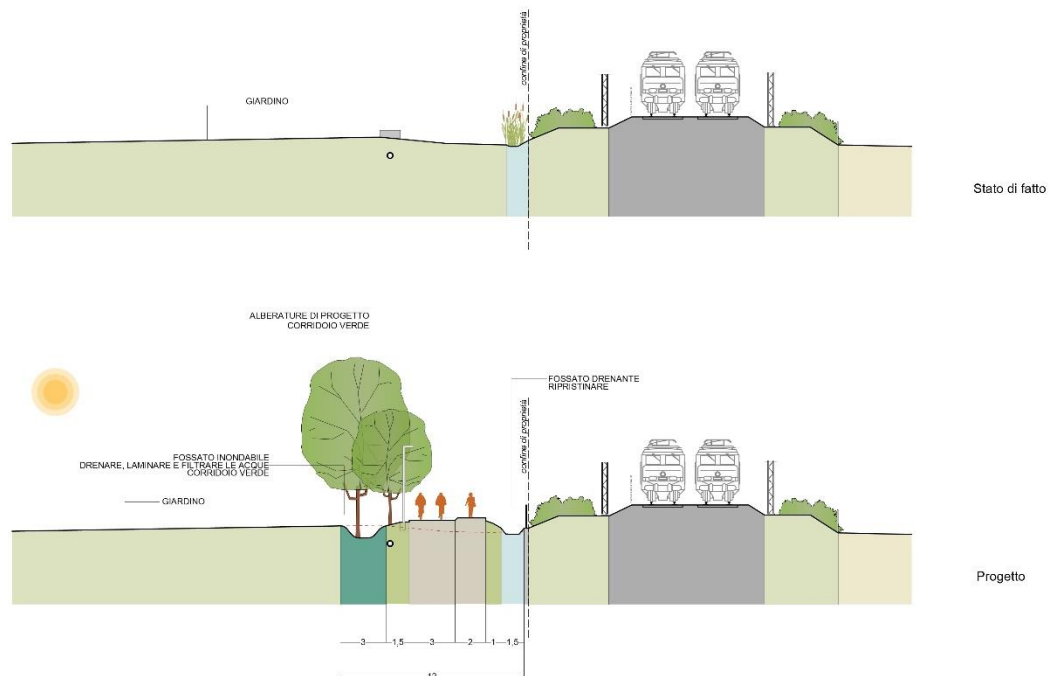 confine di proprietà
GIARDINO
Stato di fatto
ALBERATURE DI PROGETTO
CORRIDOIO VERDE
FOSSATO DRENANTE
RIPRISTINARE
confine di proprietà
FOSSATO INONDABILE
DRENARE, LAMINARE E FILTRARE LE ACQUE
CORRIDOIO VERDE
GIARDINO
Progetto
3 1,5 3 2 1 1,5